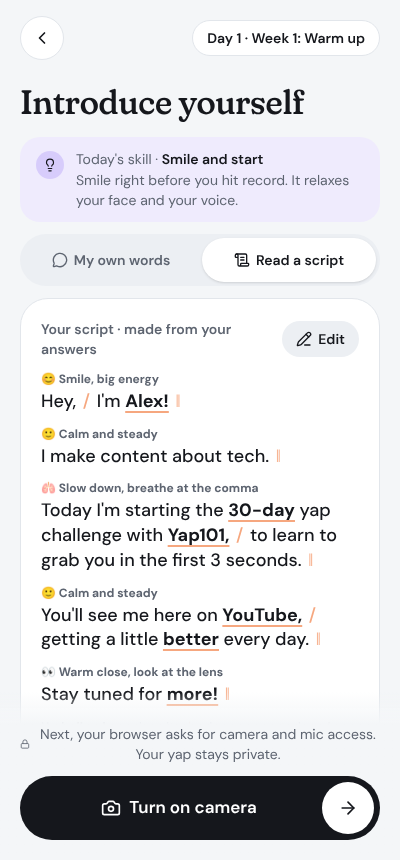 Day 1 · Week 1: Warm up
Introduce yourself
Today's skill · Smile and start
Smile right before you hit record. It relaxes
your face and your voice.
My own words
Read a script
Your script · made from your
answers
Edit
😊 Smile, big energy
Hey, / I'm Alex! ||
🙂 Calm and steady
I make content about tech. ||
🫁 Slow down, breathe at the comma
Today I'm starting the 30-day yap
challenge with Yap101, / to learn to
grab you in the first 3 seconds. ||
🙂 Calm and steady
You'll see me here on YouTube, /
getting a little better every day. ||
👀 Warm close, look at the lens
Stay tuned for more! ||
Next, your browser asks for camera and mic access.
Your yap stays private.
Turn on camera